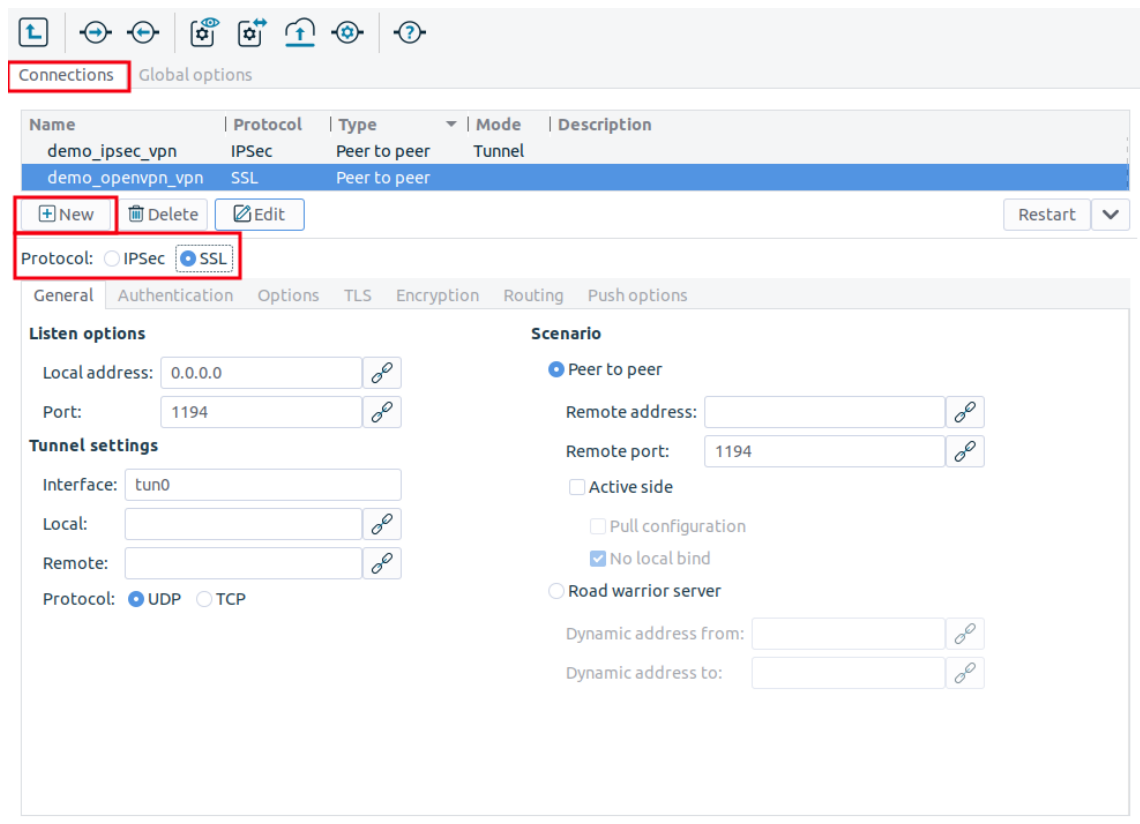 Connections Global options
Name Protocol Type Mode Description
demo_ipsec_vpn IPSec Peer to peer Tunnel
demo_openvpn_vpn SSL Peer to peer
New Delete Edit Restart
Protocol: IPSec SSL
General Authentication Options TLS Encryption Routing Push options
Listen options
Local address: 0.0.0.0
Port: 1194
Tunnel settings
Interface: tun0
Local:
Remote:
Protocol: UDP TCP
Scenario
Peer to peer
Remote address:
Remote port: 1194
Active side
Pull configuration
No local bind
Road warrior server
Dynamic address from:
Dynamic address to: